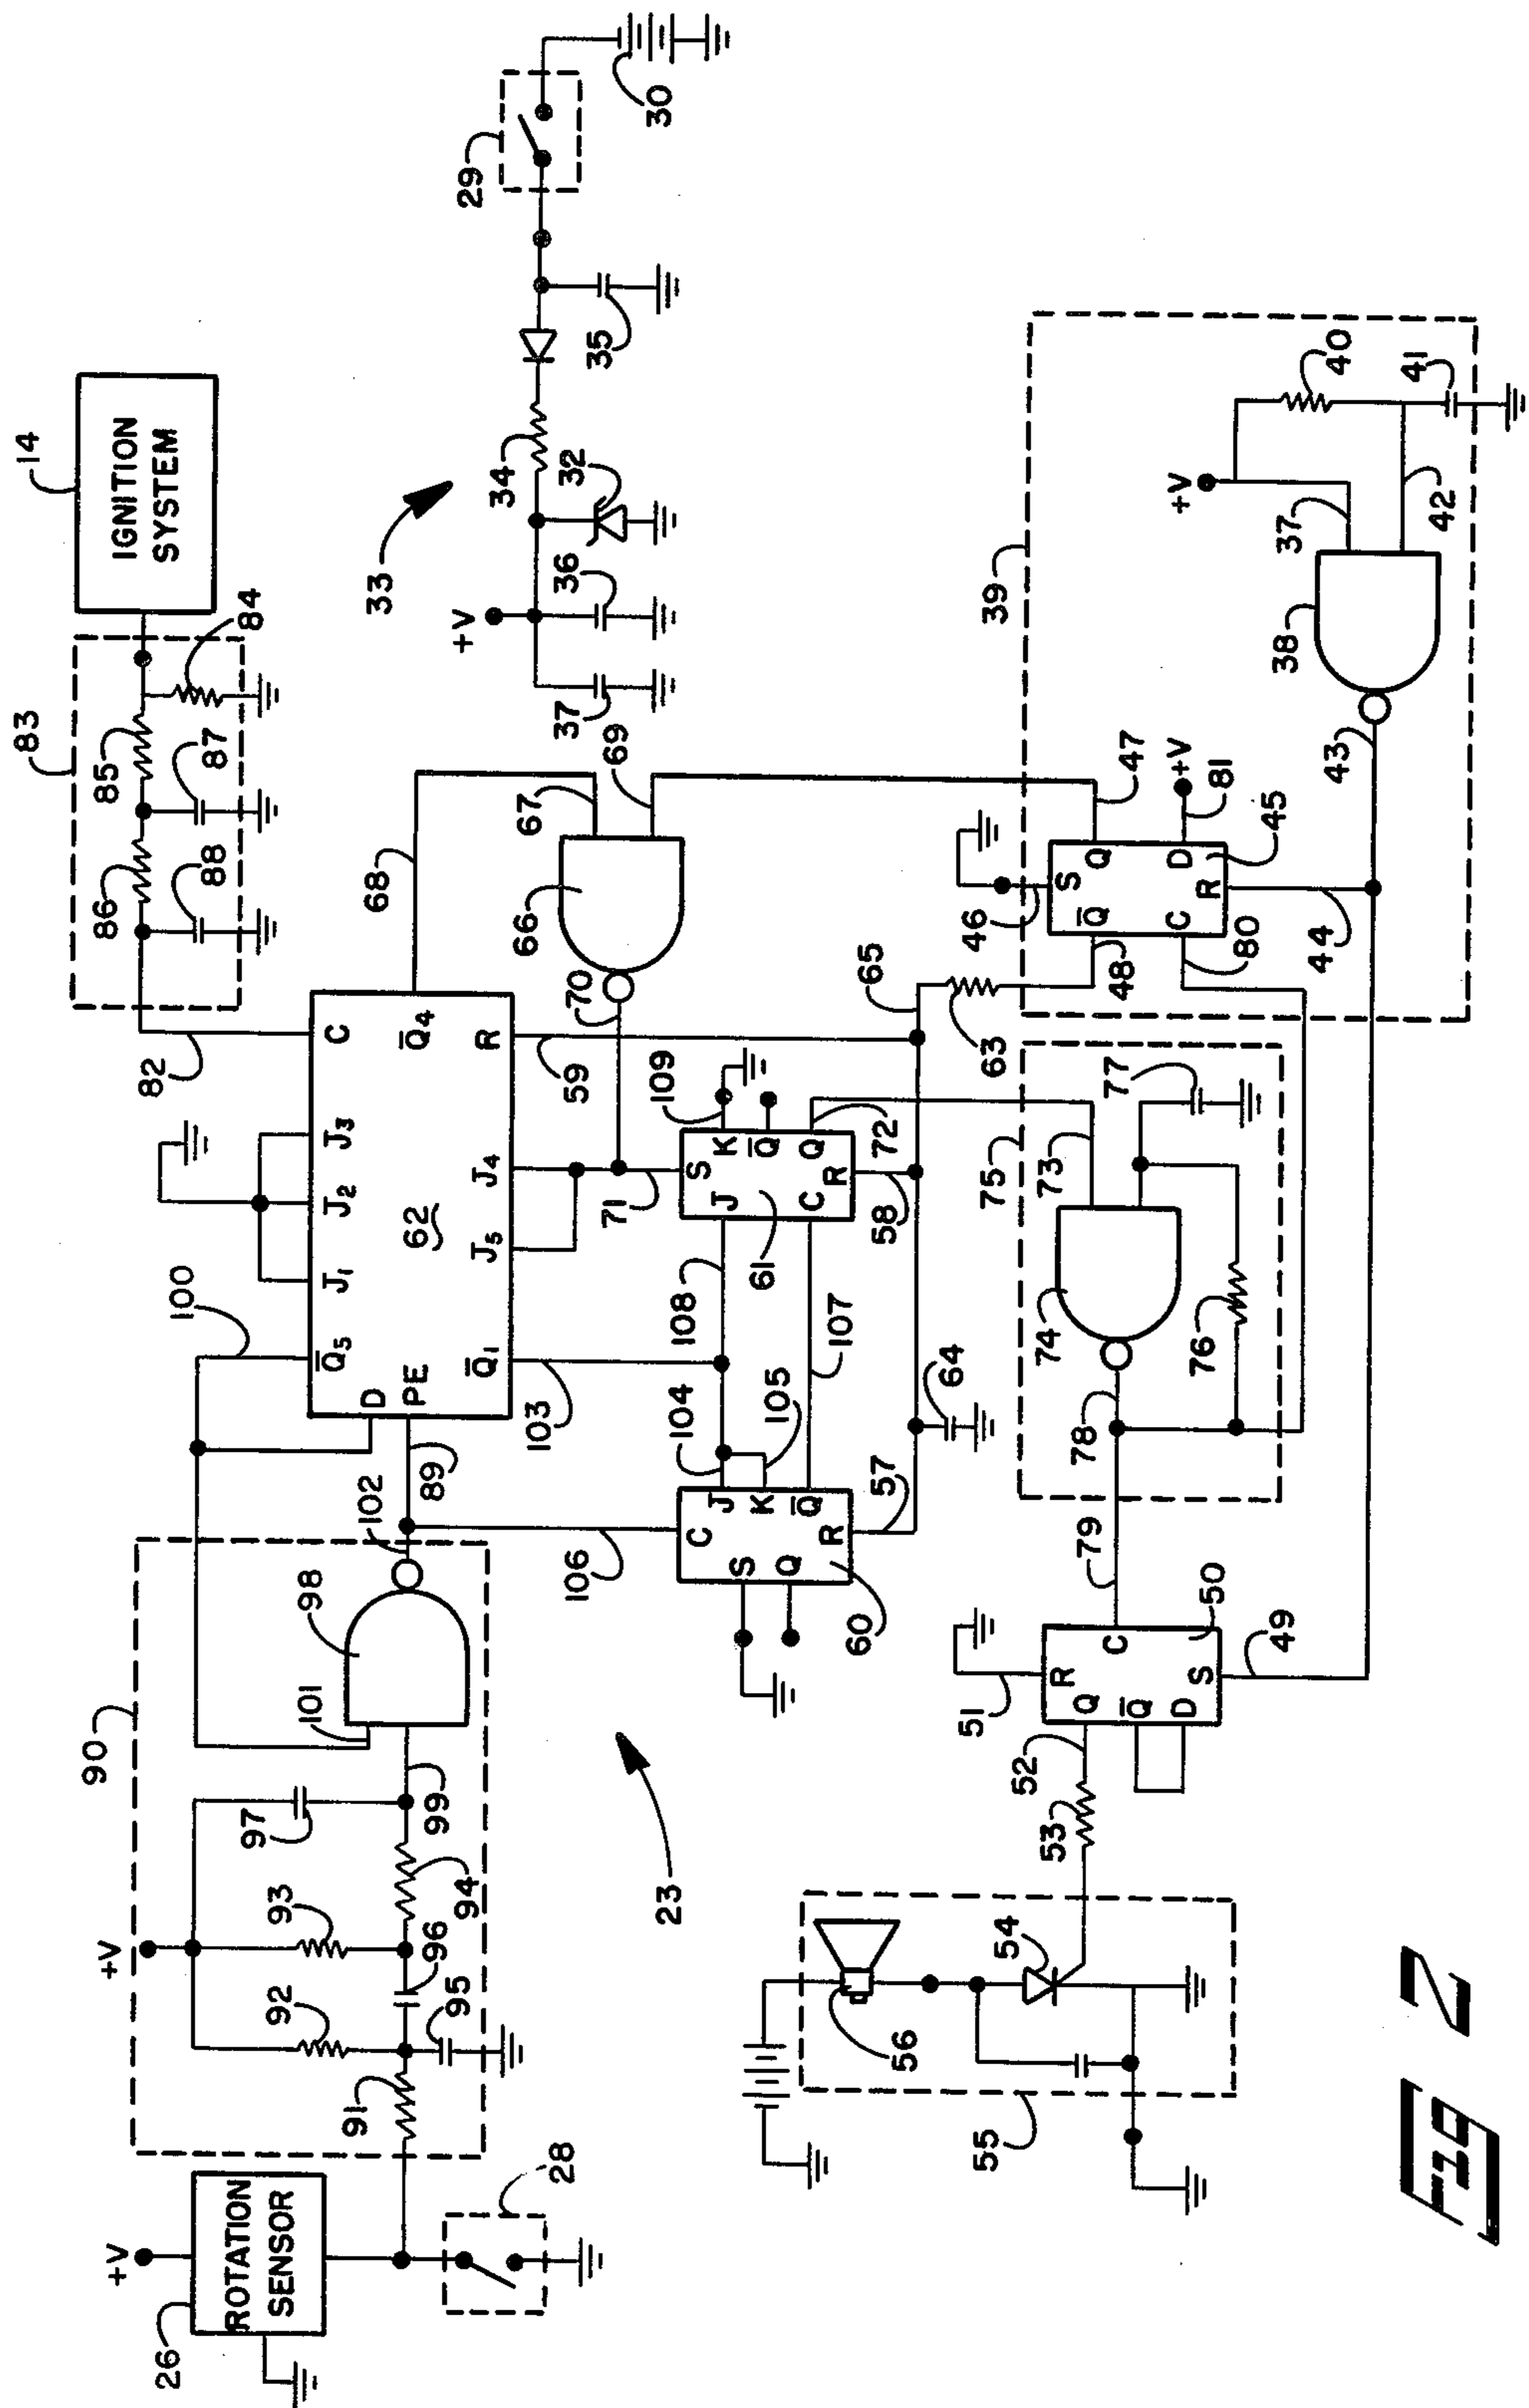 14
IGNITION
SYSTEM
83
84
85
86
87
88
82
33
+V
34
32
35
36
37
29
30
100
Q̅5
J1
J2
J3
C
D
PE
62
Q̅4
Q̅1
J5
J4
R
68
67
69
66
70
59
89
102
103
90
+V
101
98
97
99
93
94
92
96
95
91
+V
26
ROTATION
SENSOR
28
106
104
108
105
107
C
S
Q
J
K
Q̅
R
60
57
64
71
S
J
K
Q̅
C
Q
R
61
109
72
58
65
63
39
46
S
Q̅
Q
C
D
R
47
+V
81
45
48
80
44
43
+V
37
38
42
40
41
75
73
74
77
76
78
79
51
R
Q
C
Q̅
D
S
50
49
52
53
54
56
55
23
Fig 2